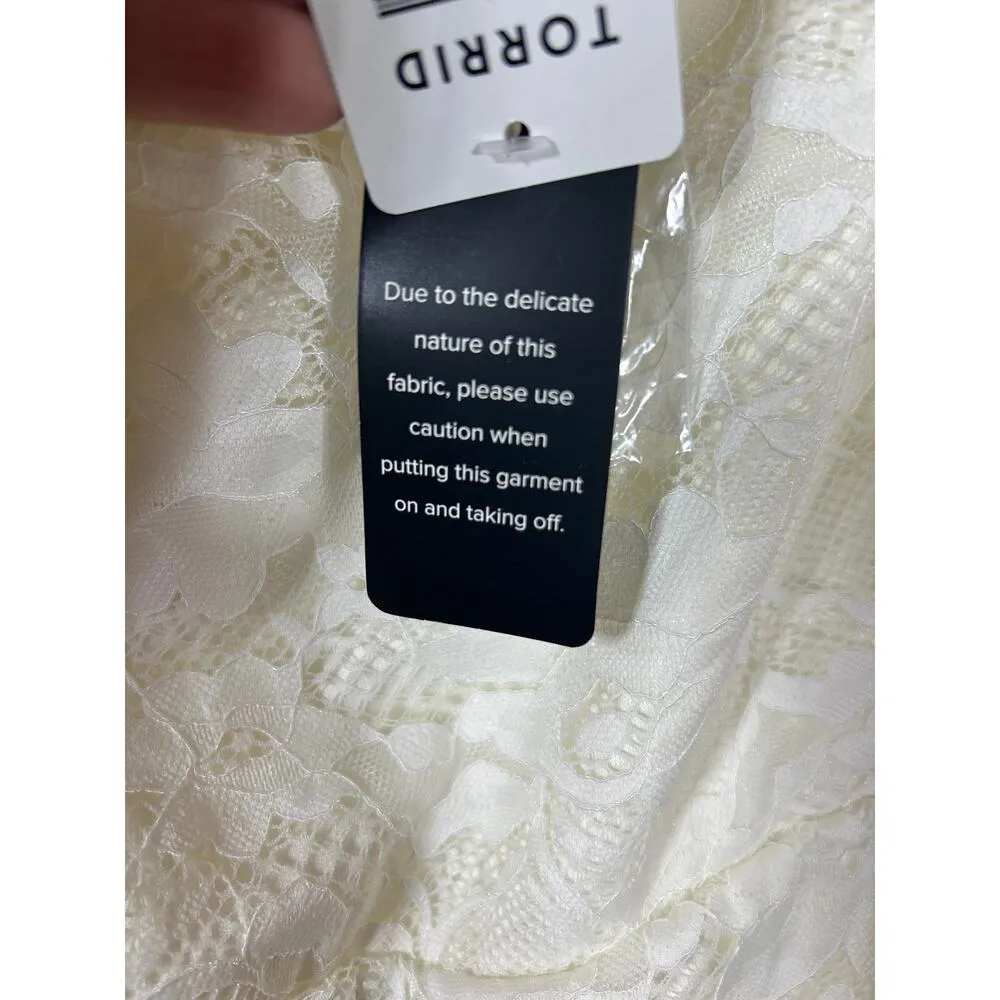 TORRID
Due to the delicate
nature of this
fabric, please use
caution when
putting this garment
on and taking off.